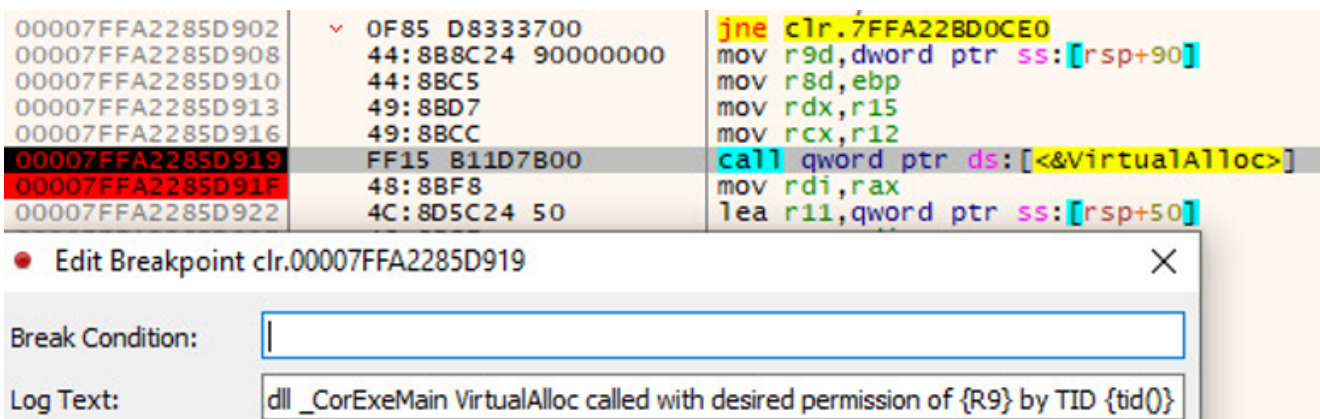 00007FFA2285D902 0F85 D8333700 jne clr.7FFA22BD0CE0
00007FFA2285D908 44:8B8C24 90000000 mov r9d,dword ptr ss:[rsp+90]
00007FFA2285D910 44:8BC5 mov r8d,ebp
00007FFA2285D913 49:8BD7 mov rdx,r15
00007FFA2285D916 49:8BCC mov rcx,r12
00007FFA2285D919 FF15 B11D7B00 call qword ptr ds:[<&VirtualAlloc>]
00007FFA2285D91F 48:8BF8 mov rdi,rax
00007FFA2285D922 4C:8D5C24 50 lea r11,qword ptr ss:[rsp+50]
Edit Breakpoint clr.00007FFA2285D919
Break Condition:
Log Text: dll _CorExeMain VirtualAlloc called with desired permission of {R9} by TID {tid()}